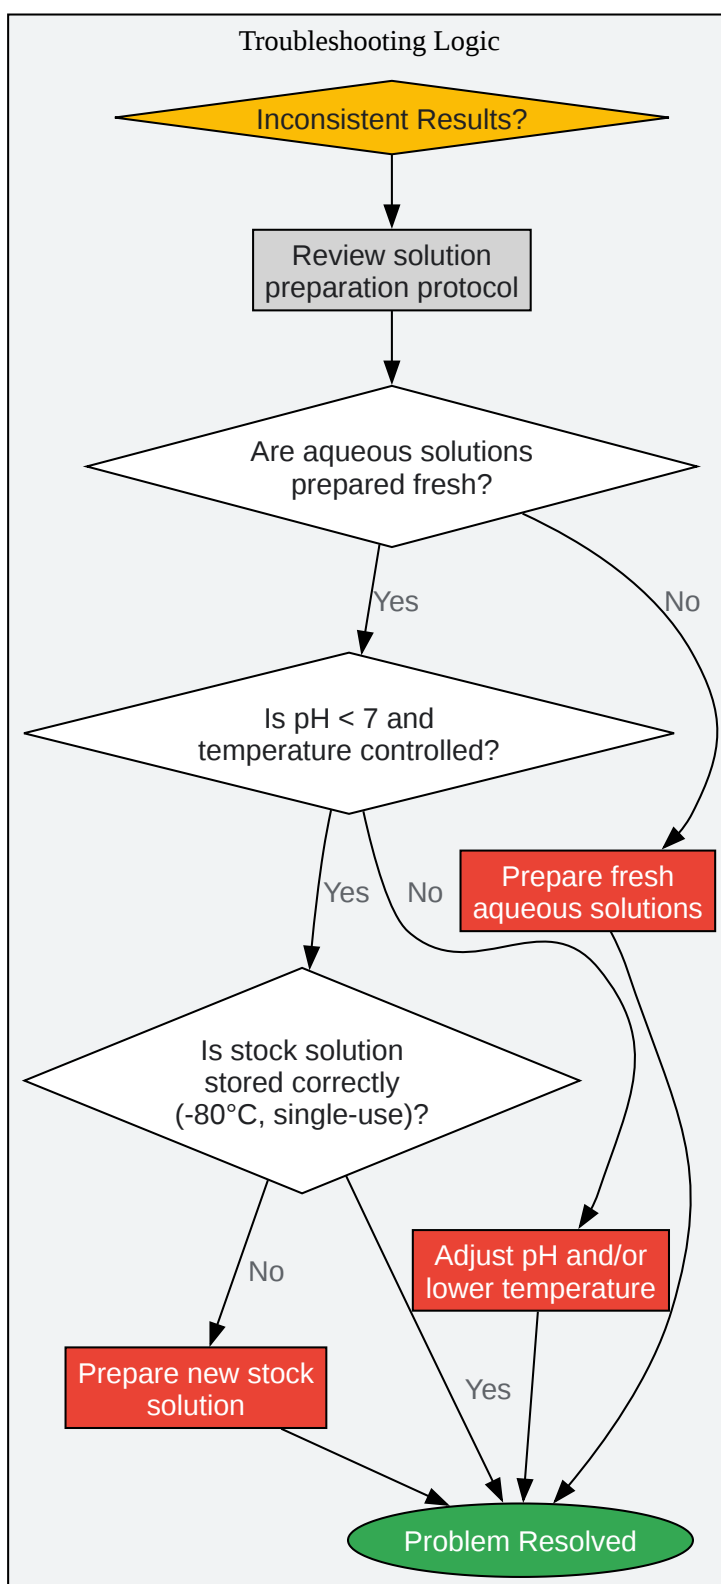 Troubleshooting Logic
Inconsistent Results?
Review solution
preparation protocol
Are aqueous solutions
prepared fresh?
Yes
No
Is pH < 7 and
temperature controlled?
Yes
No
Prepare fresh
aqueous solutions
Is stock solution
stored correctly
(-80°C, single-use)?
No
Adjust pH and/or
lower temperature
Prepare new stock
solution
Yes
Problem Resolved